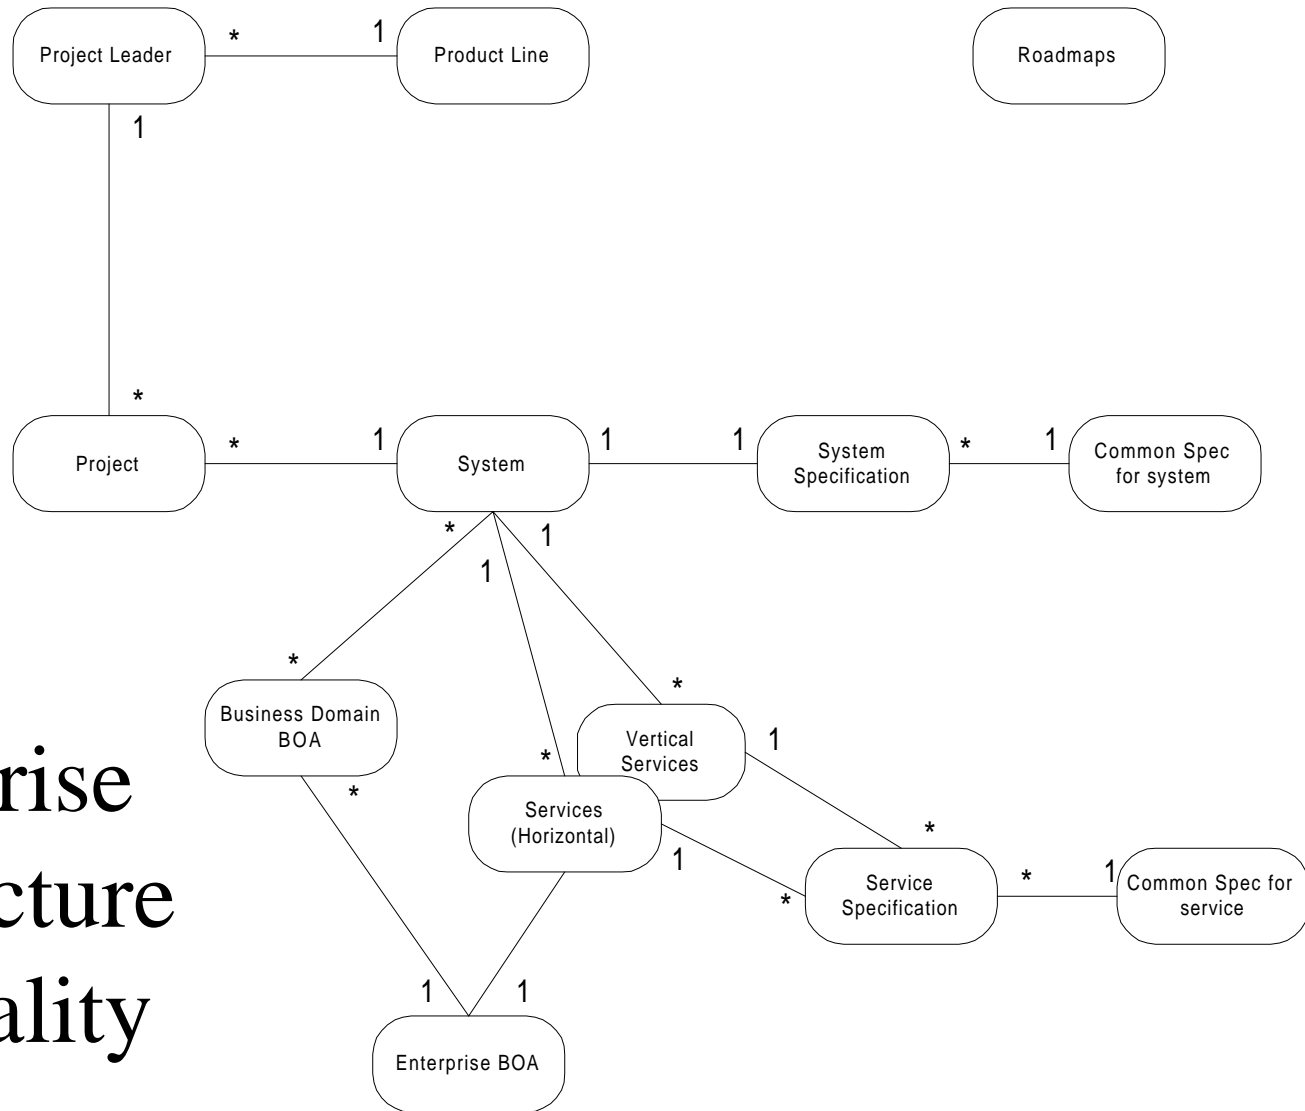 Project Leader
*
1
Product Line
Roadmaps
1
*
Project
*
1
System
1
1
System
Specification
*
1
Common Spec
for system
*
1
1
*
*
*
Business Domain
BOA
*
Vertical
Services
1
Services
(Horizontal)
1
*
*
Service
Specification
*
1
Common Spec for
service
rise
cture
ality
1
1
Enterprise BOA